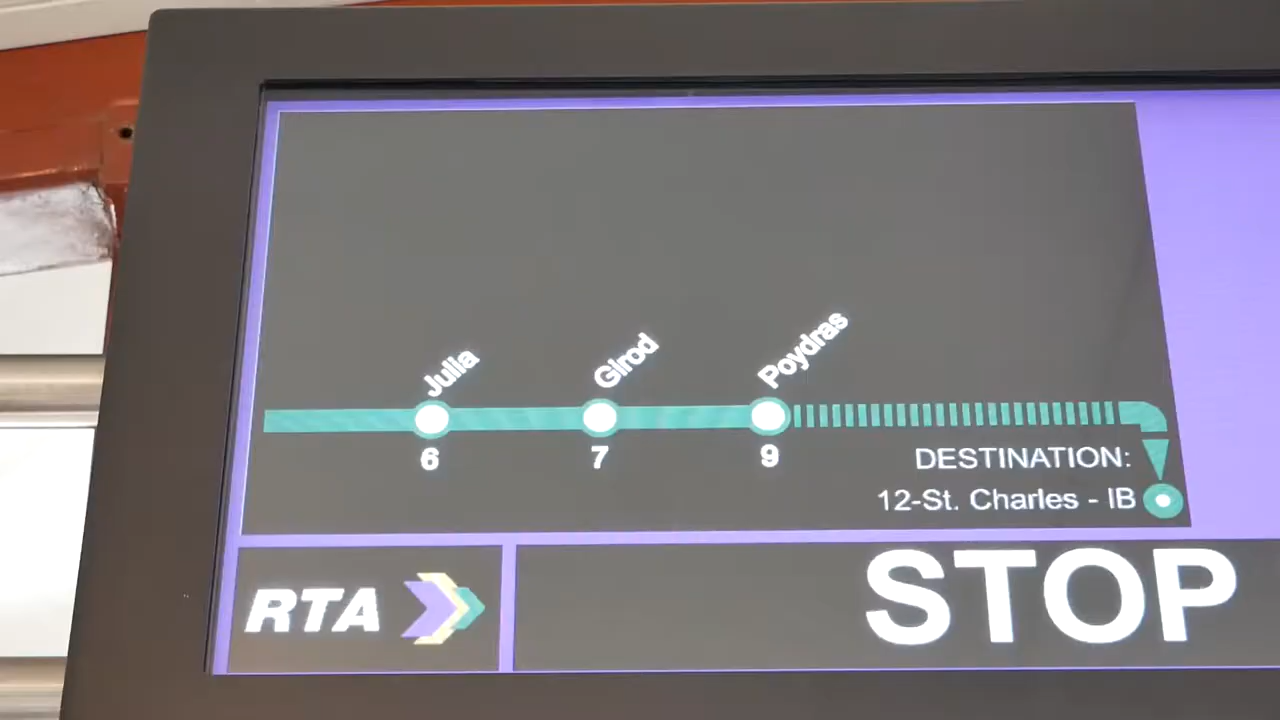 Julia
Girod
Poydras
6
7
9
DESTINATION:
12-St. Charles - IB
RTA
STOP